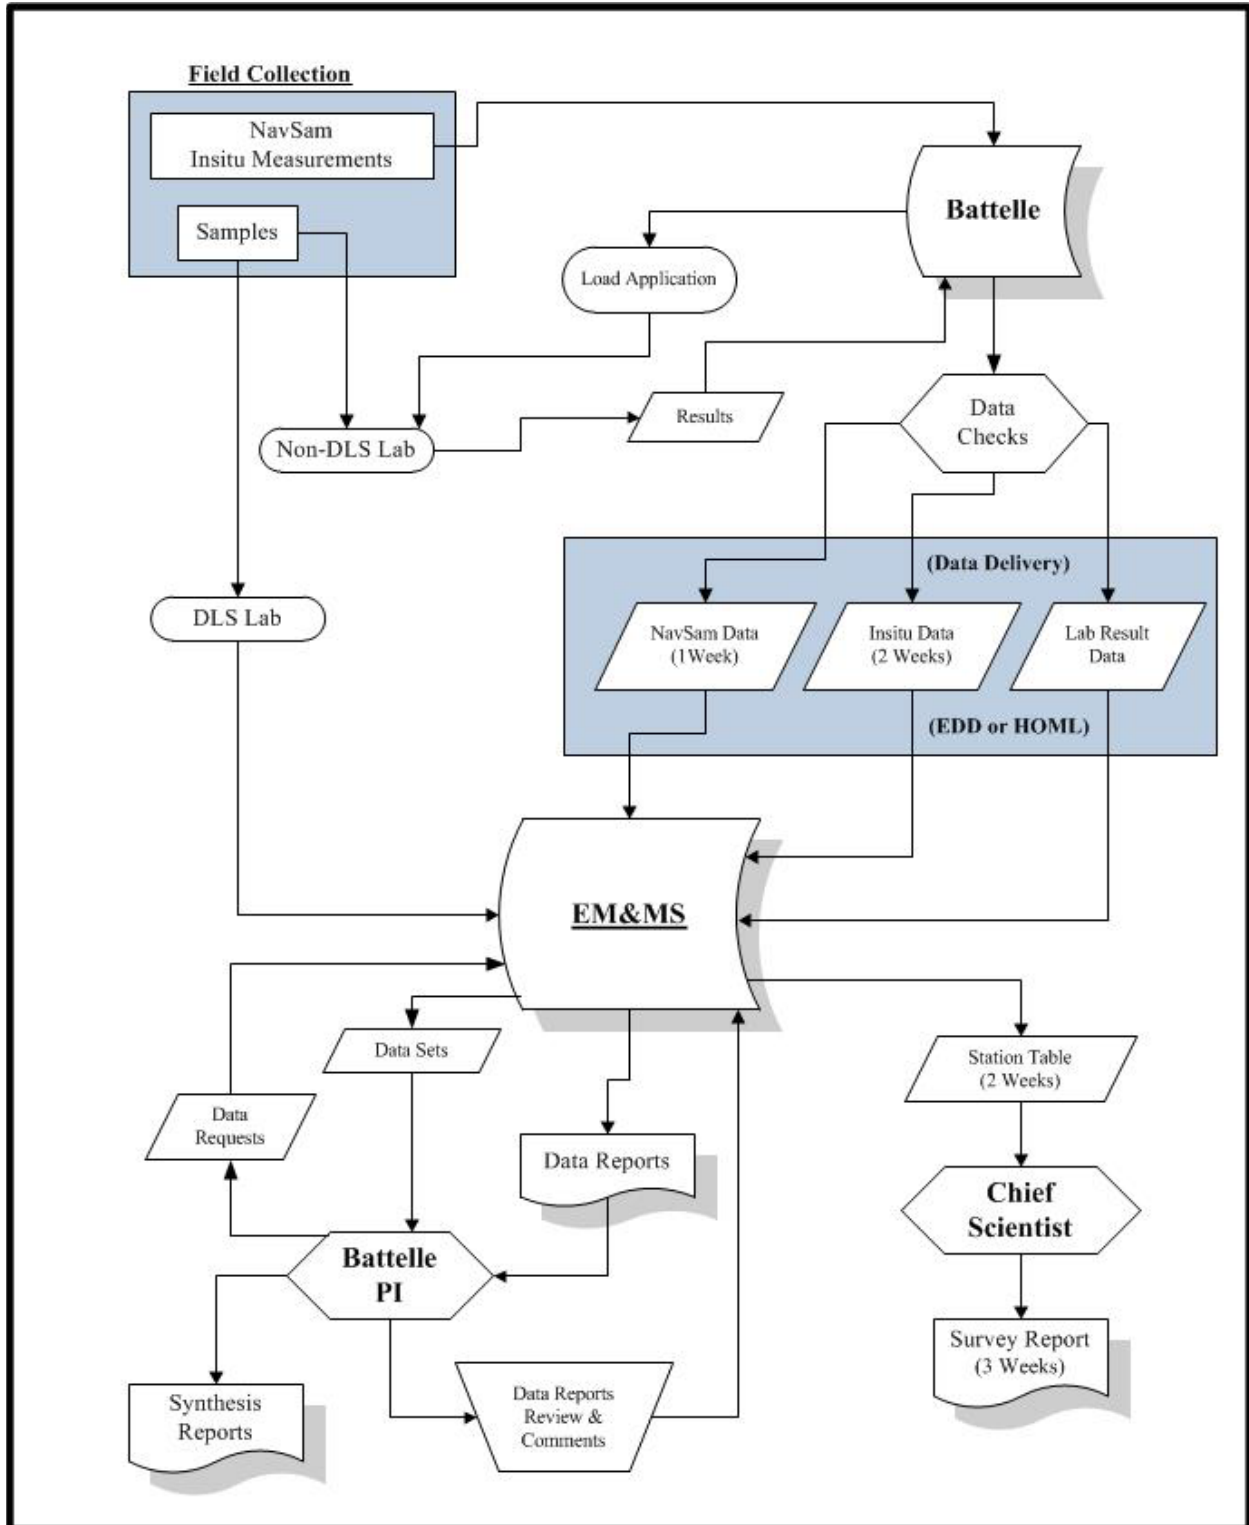 Field Collection
NavSam
Insitu Measurements
Samples
Battelle
Load Application
Results
Data
Checks
Non-DLS Lab
(Data Delivery)
DLS Lab
NavSam Data
(1Week)
Insitu Data
(2 Weeks)
Lab Result
Data
(EDD or HOML)
EM&MS
Data Sets
Station Table
(2 Weeks)
Data
Requests
Data Reports
Chief
Scientist
Battelle
PI
Survey Report
(3 Weeks)
Synthesis
Reports
Data Reports
Review &
Comments